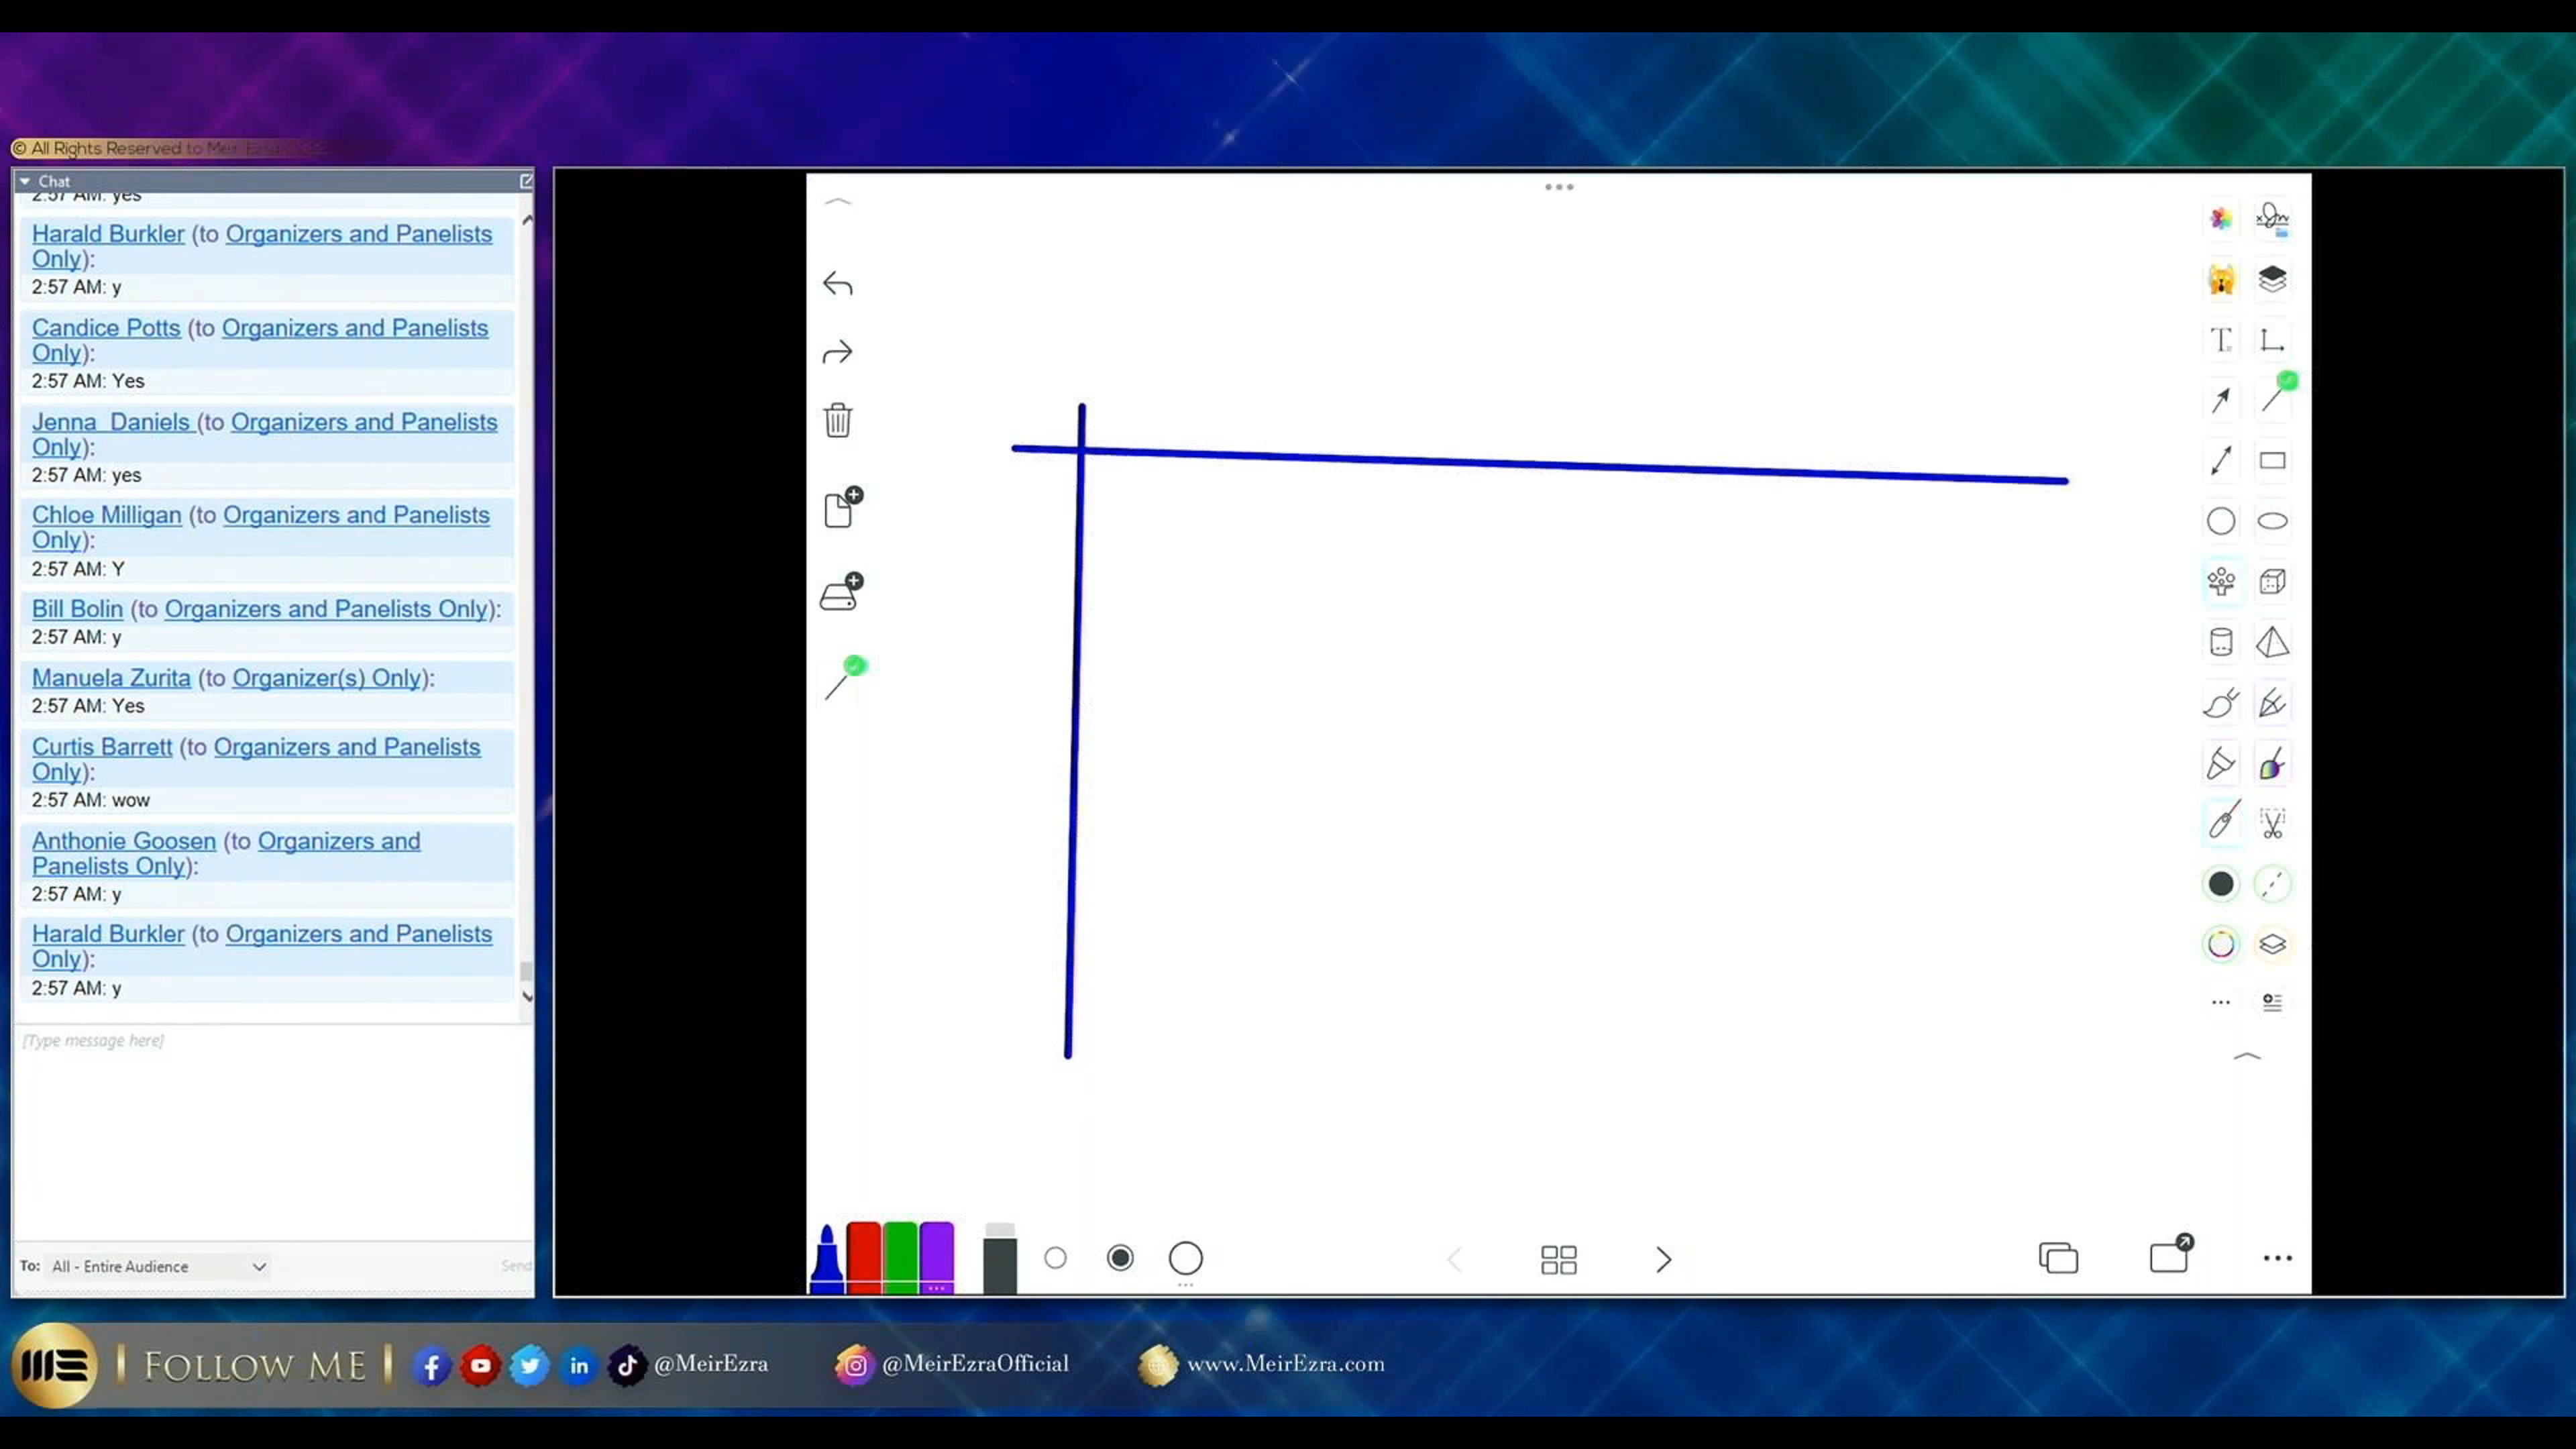 © All Rights Reserved to Meir Ezra
Chat
2:57 AM: yes
Harald Burkler (to Organizers and Panelists
Only):
2:57 AM: y
Candice Potts (to Organizers and Panelists
Only):
2:57 AM: Yes
Jenna Daniels (to Organizers and Panelists
Only):
2:57 AM: yes
Chloe Milligan (to Organizers and Panelists
Only):
2:57 AM: Y
Bill Bolin (to Organizers and Panelists Only):
2:57 AM: y
Manuela Zurita (to Organizer(s) Only):
2:57 AM: Yes
Curtis Barrett (to Organizers and Panelists
Only):
2:57 AM: wow
Anthonie Goosen (to Organizers and
Panelists Only):
2:57 AM: y
Harald Burkler (to Organizers and Panelists
Only):
2:57 AM: y
[Type message here]
To: All - Entire Audience
Send
FOLLOW ME
@MeirEzra
@MeirEzraOfficial
www.MeirEzra.com